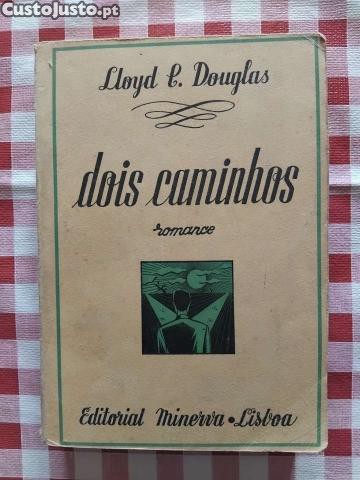 CustoJusto.pt
Lloyd C. Douglas
dois caminhos
romance
Editorial Minerva • Lisboa